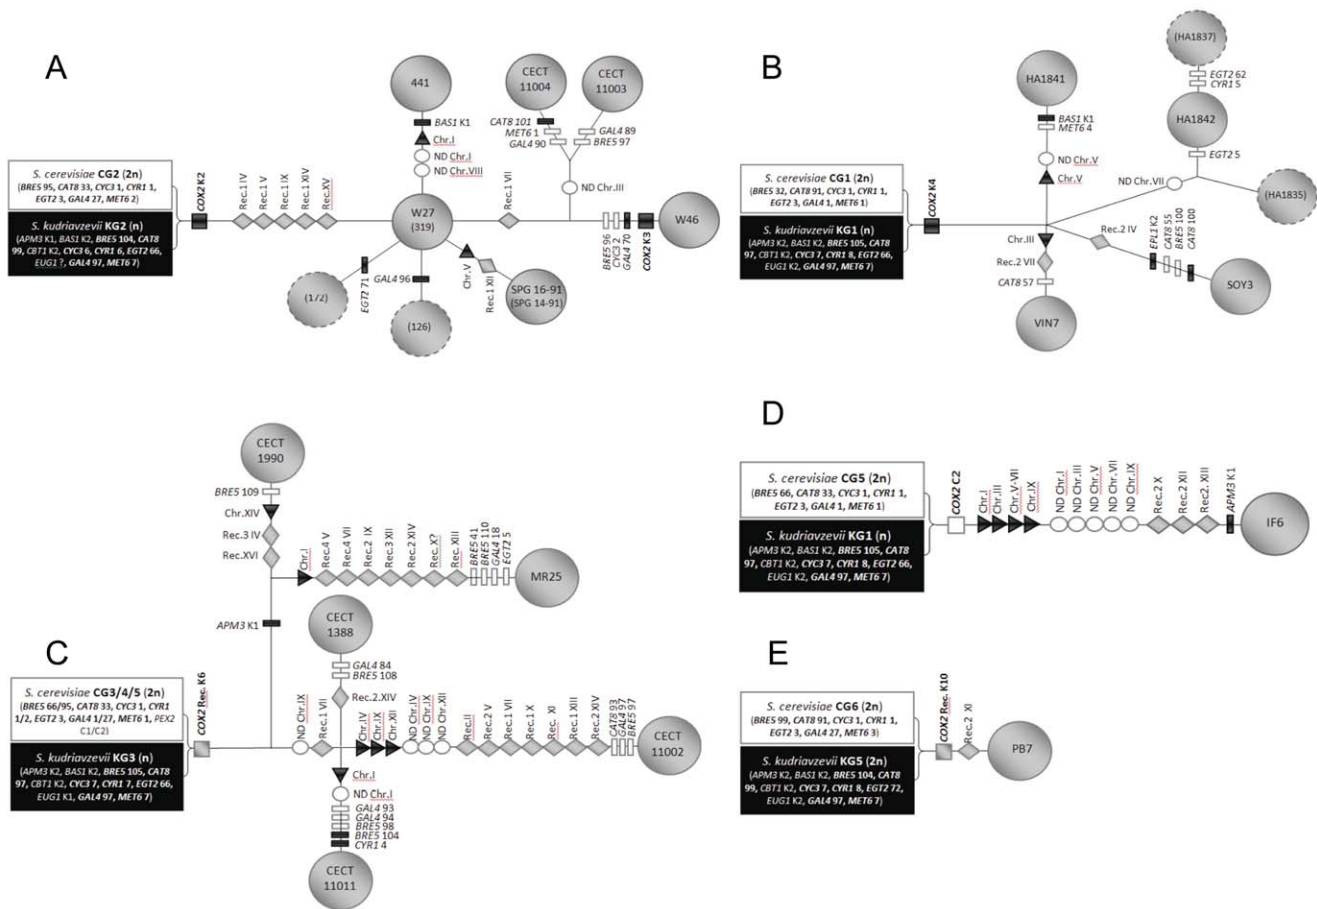 A
S. cerevisiae CG2 (2n)
(BRE5 95, CAT8 33, CYC3 1, CYR1 1,
EGT2 3, GAL4 27, MET6 2)
S. kudriavzevii KG2 (n)
(APM3 K1, BAS1 K2, BRE5 104, CAT8
99, CBT1 K2, CYC3 6, CYR1 6, EGT2 66,
EUG1 ?, GAL4 97, MET6 7)
COX2 K2
Rec.1 IV
Rec.1 V
Rec.1 IX
Rec.1 XIV
Rec.XV
441
BAS1 K1
Chr.I
ND Chr.I
ND Chr.VIII
W27
(319)
(172)
EGT2 71
GAL4 96
(126)
Chr.V
Rec.1 XII
SPG 16-91
(SPG 14-91)
Rec.1 VII
CECT
11004
CAT8 101
MET6 1
GAL4 90
CECT
11003
GAL4 89
BRE5 97
ND Chr.III
BRE5 96
CYC3 2
GAL4 70
COX2 K3
W46
B
S. cerevisiae CG1 (2n)
(BRE5 32, CAT8 91, CYC3 1, CYR1 1,
EGT2 3, GAL4 1, MET6 1)
S. kudriavzevii KG1 (n)
(APM3 K2, BAS1 K2, BRE5 105, CAT8
97, CBT1 K2, CYC3 7, CYR1 8, EGT2 66,
EUG1 K2, GAL4 97, MET6 7)
COX2 K4
HA1841
BAS1 K1
MET6 4
ND Chr.V
Chr.V
(HA1837)
EGT2 62
CYR1 5
HA1842
EGT2 5
ND Chr.VII
(HA1835)
Chr.III
Rec.2 VII
CAT8 57
VIN7
Rec.2 IV
EPL1 K2
CAT8 55
BRE5 100
CAT8 100
SOY3
C
S. cerevisiae CG3/4/5 (2n)
(BRE5 66/95, CAT8 33, CYC3 1, CYR1
1/2, EGT2 3, GAL4 1/27, MET6 1, PEX2
C1/C2)
S. kudriavzevii KG3 (n)
(APM3 K2, BAS1 K2, BRE5 105, CAT8
97, CBT1 K2, CYC3 7, CYR1 7, EGT2 66,
EUG1 K1, GAL4 97, MET6 7)
COX2 Rec. K6
CECT
1990
BRE5 109
Chr.XIV
Rec.3 IV
Rec.XVI
APM3 K1
Chr.I
Rec.4 V
Rec.4 VII
Rec.2 IX
Rec.3 XII
Rec.2 XIV
Rec.X?
Rec.XIII
BRE5 41
BRE5 110
GAL4 18
EGT2 5
MR25
CECT
1388
GAL4 84
BRE5 108
Rec.2.XIV
ND Chr.IX
Rec.1 VII
Chr.IV
Chr.IX
Chr.XII
ND Chr.IV
ND Chr.IX
ND Chr.XII
Rec.II
Rec.2 V
Rec.1 VII
Rec.1 X
Rec. XI
Rec.1 XIII
Rec.2 XIV
CAT8 93
GAL4 97
BRE5 97
CECT
11002
Chr.I
ND Chr.I
GAL4 93
GAL4 94
BRE5 98
BRE5 104
CYR1 4
CECT
11011
D
S. cerevisiae CG5 (2n)
(BRE5 66, CAT8 33, CYC3 1, CYR1 1,
EGT2 3, GAL4 1, MET6 1)
S. kudriavzevii KG1 (n)
(APM3 K2, BAS1 K2, BRE5 105, CAT8
97, CBT1 K2, CYC3 7, CYR1 8, EGT2 66,
EUG1 K2, GAL4 97, MET6 7)
COX2 C2
Chr.I
Chr.III
Chr.V-VII
Chr.IX
ND Chr.I
ND Chr.III
ND Chr.V
ND Chr.VII
ND Chr.IX
Rec.2 X
Rec.2 XII
Rec2. XIII
APM3 K1
IF6
E
S. cerevisiae CG6 (2n)
(BRE5 99, CAT8 91, CYC3 1, CYR1 1,
EGT2 3, GAL4 27, MET6 3)
S. kudriavzevii KG5 (2n)
(APM3 K2, BAS1 K2, BRE5 104, CAT8
99, CBT1 K2, CYC3 7, CYR1 8, EGT2 72,
EUG1 K2, GAL4 97, MET6 7)
COX2 Rec. K10
Rec.2 XI
PB7